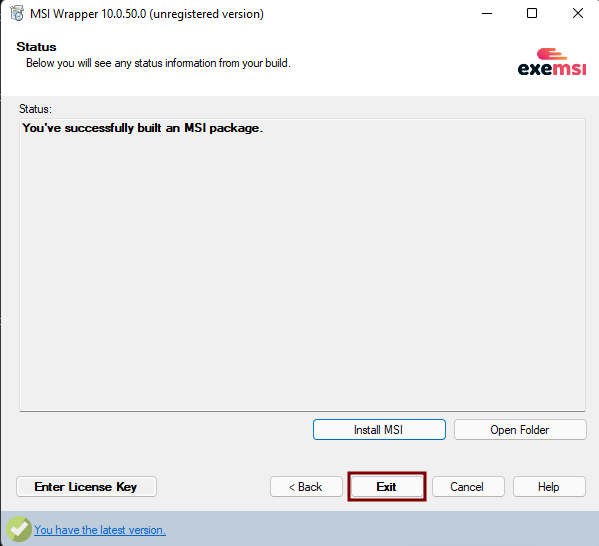 MSI Wrapper 10.0.50.0 (unregistered version)
Status
Below you will see any status information from your build.
exemsi
Status:
You've successfully built an MSI package.
Install MSI
Open Folder
Enter License Key
< Back
Exit
Cancel
Help
You have the latest version.